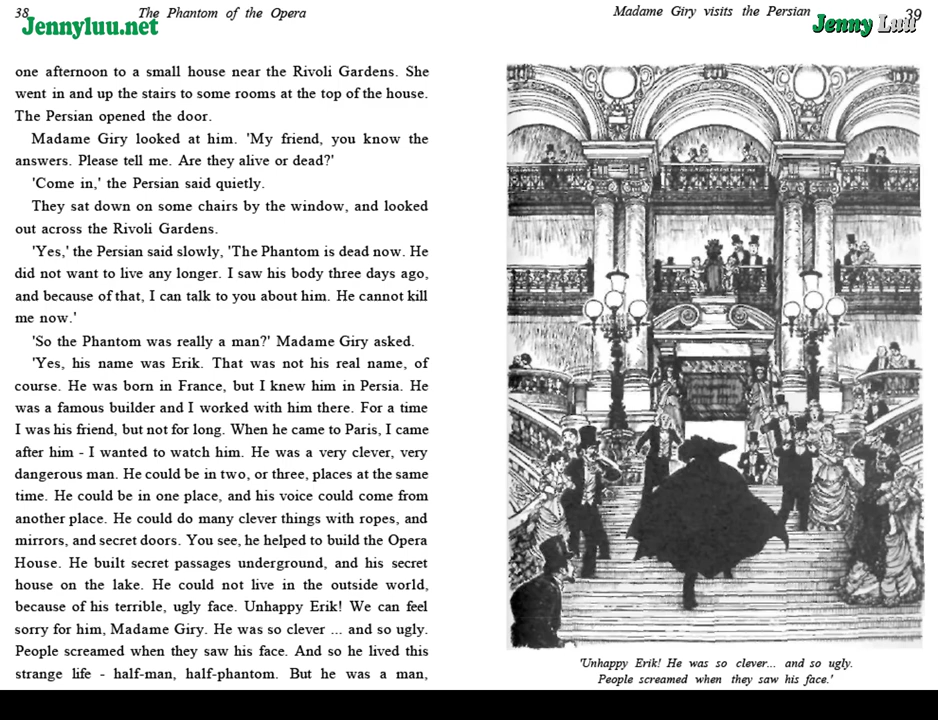 38
The Phantom of the Opera
Jennyluu.net
one afternoon to a small house near the Rivoli Gardens. She
went in and up the stairs to some rooms at the top of the house.
The Persian opened the door.
Madame Giry looked at him. 'My friend, you know the
answers. Please tell me. Are they alive or dead?'
'Come in,' the Persian said quietly.
They sat down on some chairs by the window, and looked
out across the Rivoli Gardens.
'Yes,' the Persian said slowly, 'The Phantom is dead now. He
did not want to live any longer. I saw his body three days ago,
and because of that, I can talk to you about him. He cannot kill
me now.'
'So the Phantom was really a man?' Madame Giry asked.
'Yes, his name was Erik. That was not his real name, of
course. He was born in France, but I knew him in Persia. He
was a famous builder and I worked with him there. For a time
I was his friend, but not for long. When he came to Paris, I came
after him - I wanted to watch him. He was a very clever, very
dangerous man. He could be in two, or three, places at the same
time. He could be in one place, and his voice could come from
another place. He could do many clever things with ropes, and
mirrors, and secret doors. You see, he helped to build the Opera
House. He built secret passages underground, and his secret
house on the lake. He could not live in the outside world,
because of his terrible, ugly face. Unhappy Erik! We can feel
sorry for him, Madame Giry. He was so clever ... and so ugly.
People screamed when they saw his face. And so he lived this
strange life - half-man, half-phantom. But he was a man,
Madame Giry visits the Persian
39
Jenny Luu
'Unhappy Erik! He was so clever... and so ugly.
People screamed when they saw his face.'